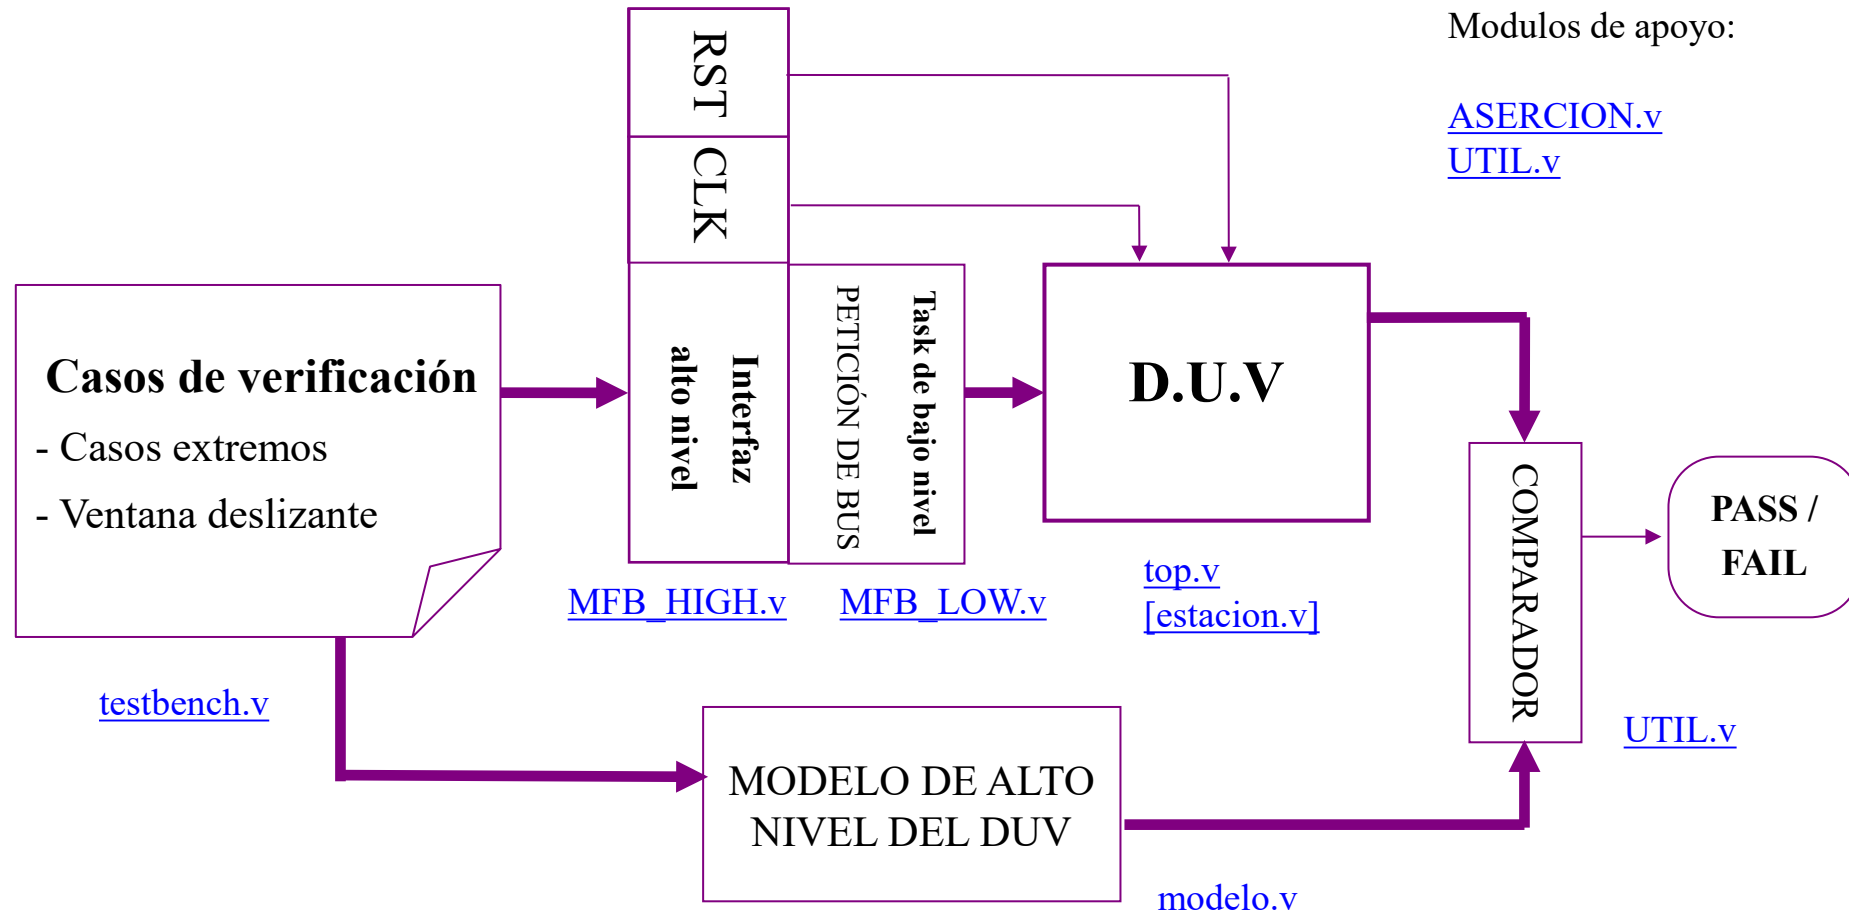 Modulos de apoyo:
ASERCION.v
UTIL.v
RST
CLK
Interfaz
alto nivel
Task de bajo nivel
PETICIÓN DE BUS
Casos de verificación
- Casos extremos
- Ventana deslizante
D.U.V
COMPARADOR
PASS /
FAIL
MFB_HIGH.v
MFB_LOW.v
top.v
[estacion.v]
testbench.v
UTIL.v
MODELO DE ALTO
NIVEL DEL DUV
modelo.v